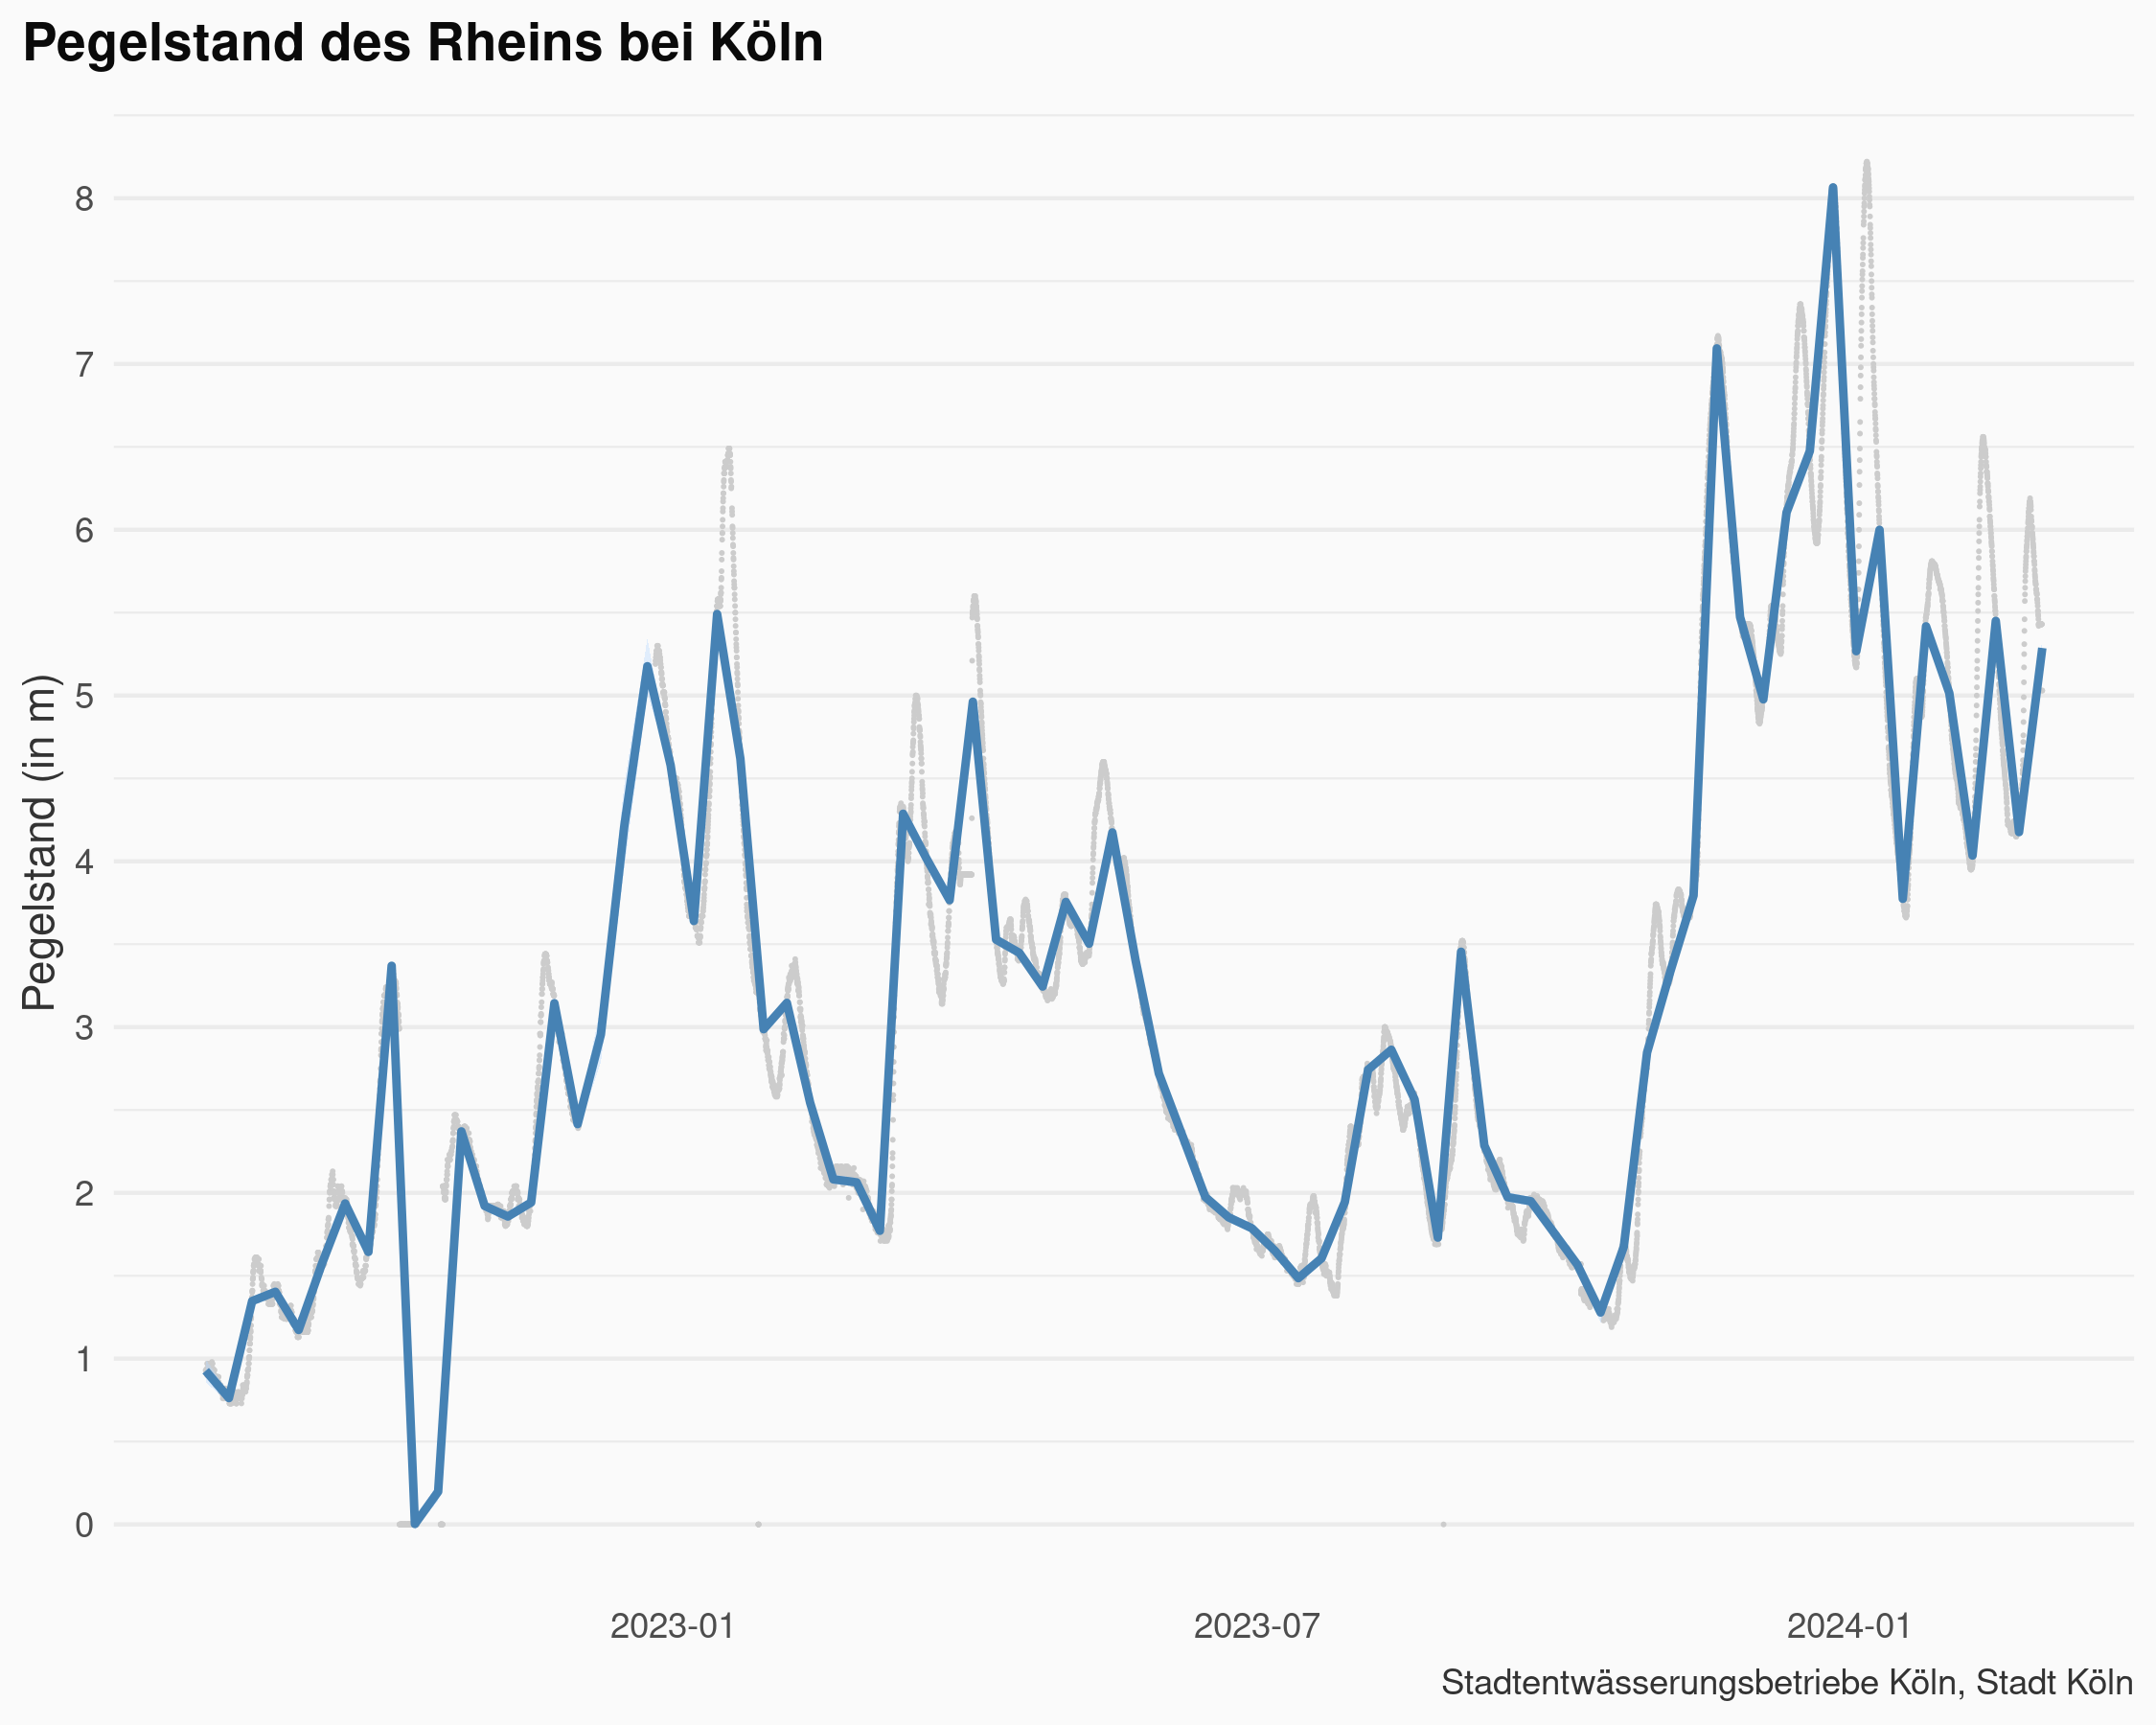 Pegelstand des Rheins bei Köln
Pegelstand (in m)
8
7
6
5
4
3
2
1
0
2023-01 2023-07 2024-01
Stadtentwässerungsbetriebe Köln, Stadt Köln